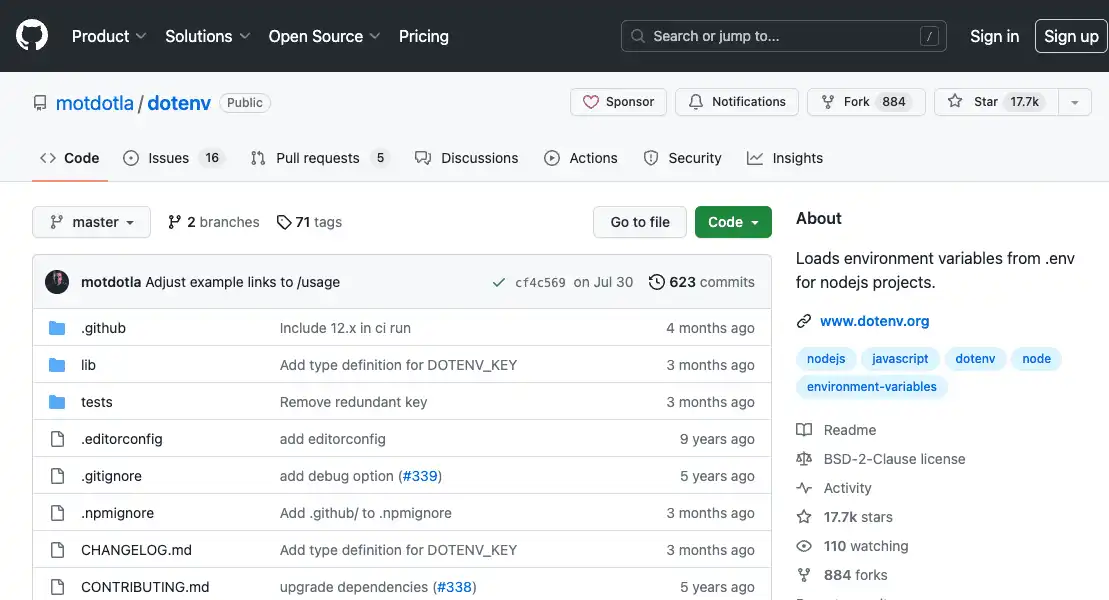 Product Solutions Open Source Pricing Search or jump to... / Sign in Sign up
motdotla / dotenv Public Sponsor Notifications Fork 884 Star 17.7k
Code Issues 16 Pull requests 5 Discussions Actions Security Insights
master 2 branches 71 tags Go to file Code
motdotla Adjust example links to /usage cf4c569 on Jul 30 623 commits
.github Include 12.x in ci run 4 months ago
lib Add type definition for DOTENV_KEY 3 months ago
tests Remove redundant key 3 months ago
.editorconfig add editorconfig 9 years ago
.gitignore add debug option (#339) 5 years ago
.npmignore Add .github/ to .npmignore 3 months ago
CHANGELOG.md Add type definition for DOTENV_KEY 3 months ago
CONTRIBUTING.md upgrade dependencies (#338) 5 years ago
About
Loads environment variables from .env
for nodejs projects.
www.dotenv.org
nodejs javascript dotenv node
environment-variables
Readme
BSD-2-Clause license
Activity
17.7k stars
110 watching
884 forks